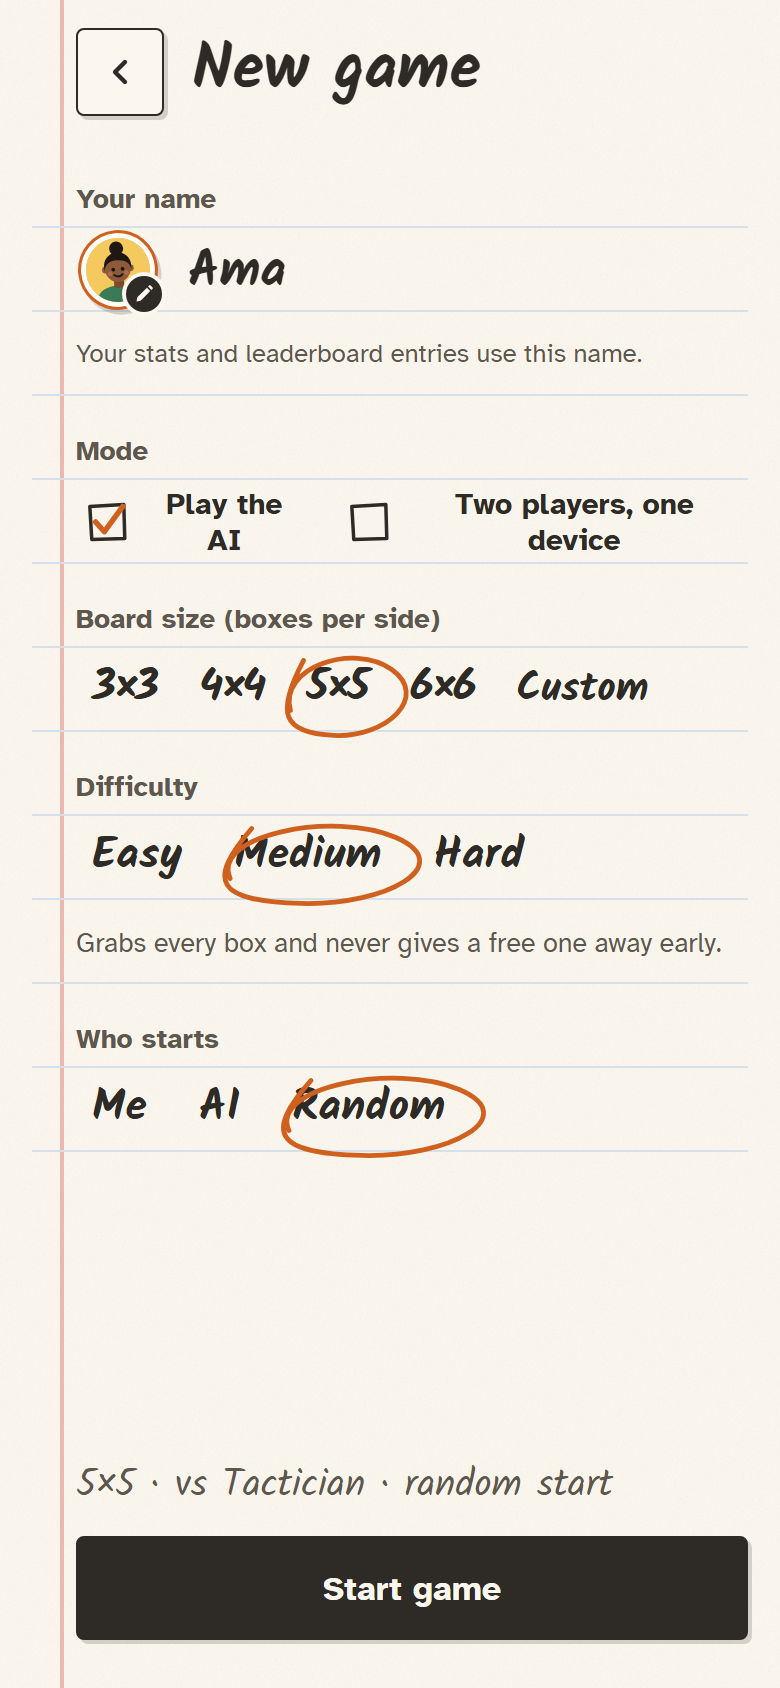 New game
Your name
Ama
Your stats and leaderboard entries use this name.
Mode
Play the
AI
Two players, one
device
Board size (boxes per side)
3x3 4x4 5x5 6x6 Custom
Difficulty
Easy Medium Hard
Grabs every box and never gives a free one away early.
Who starts
Me AI Random
5×5 · vs Tactician · random start
Start game